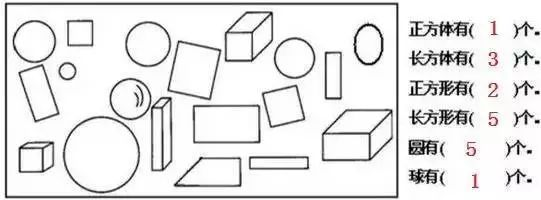 正方体有( 1 )个。
长方体有( 3 )个。
正方形有( 2 )个。
长方形有( 5 )个。
圆有( 5 )个。
球有( 1 )个。